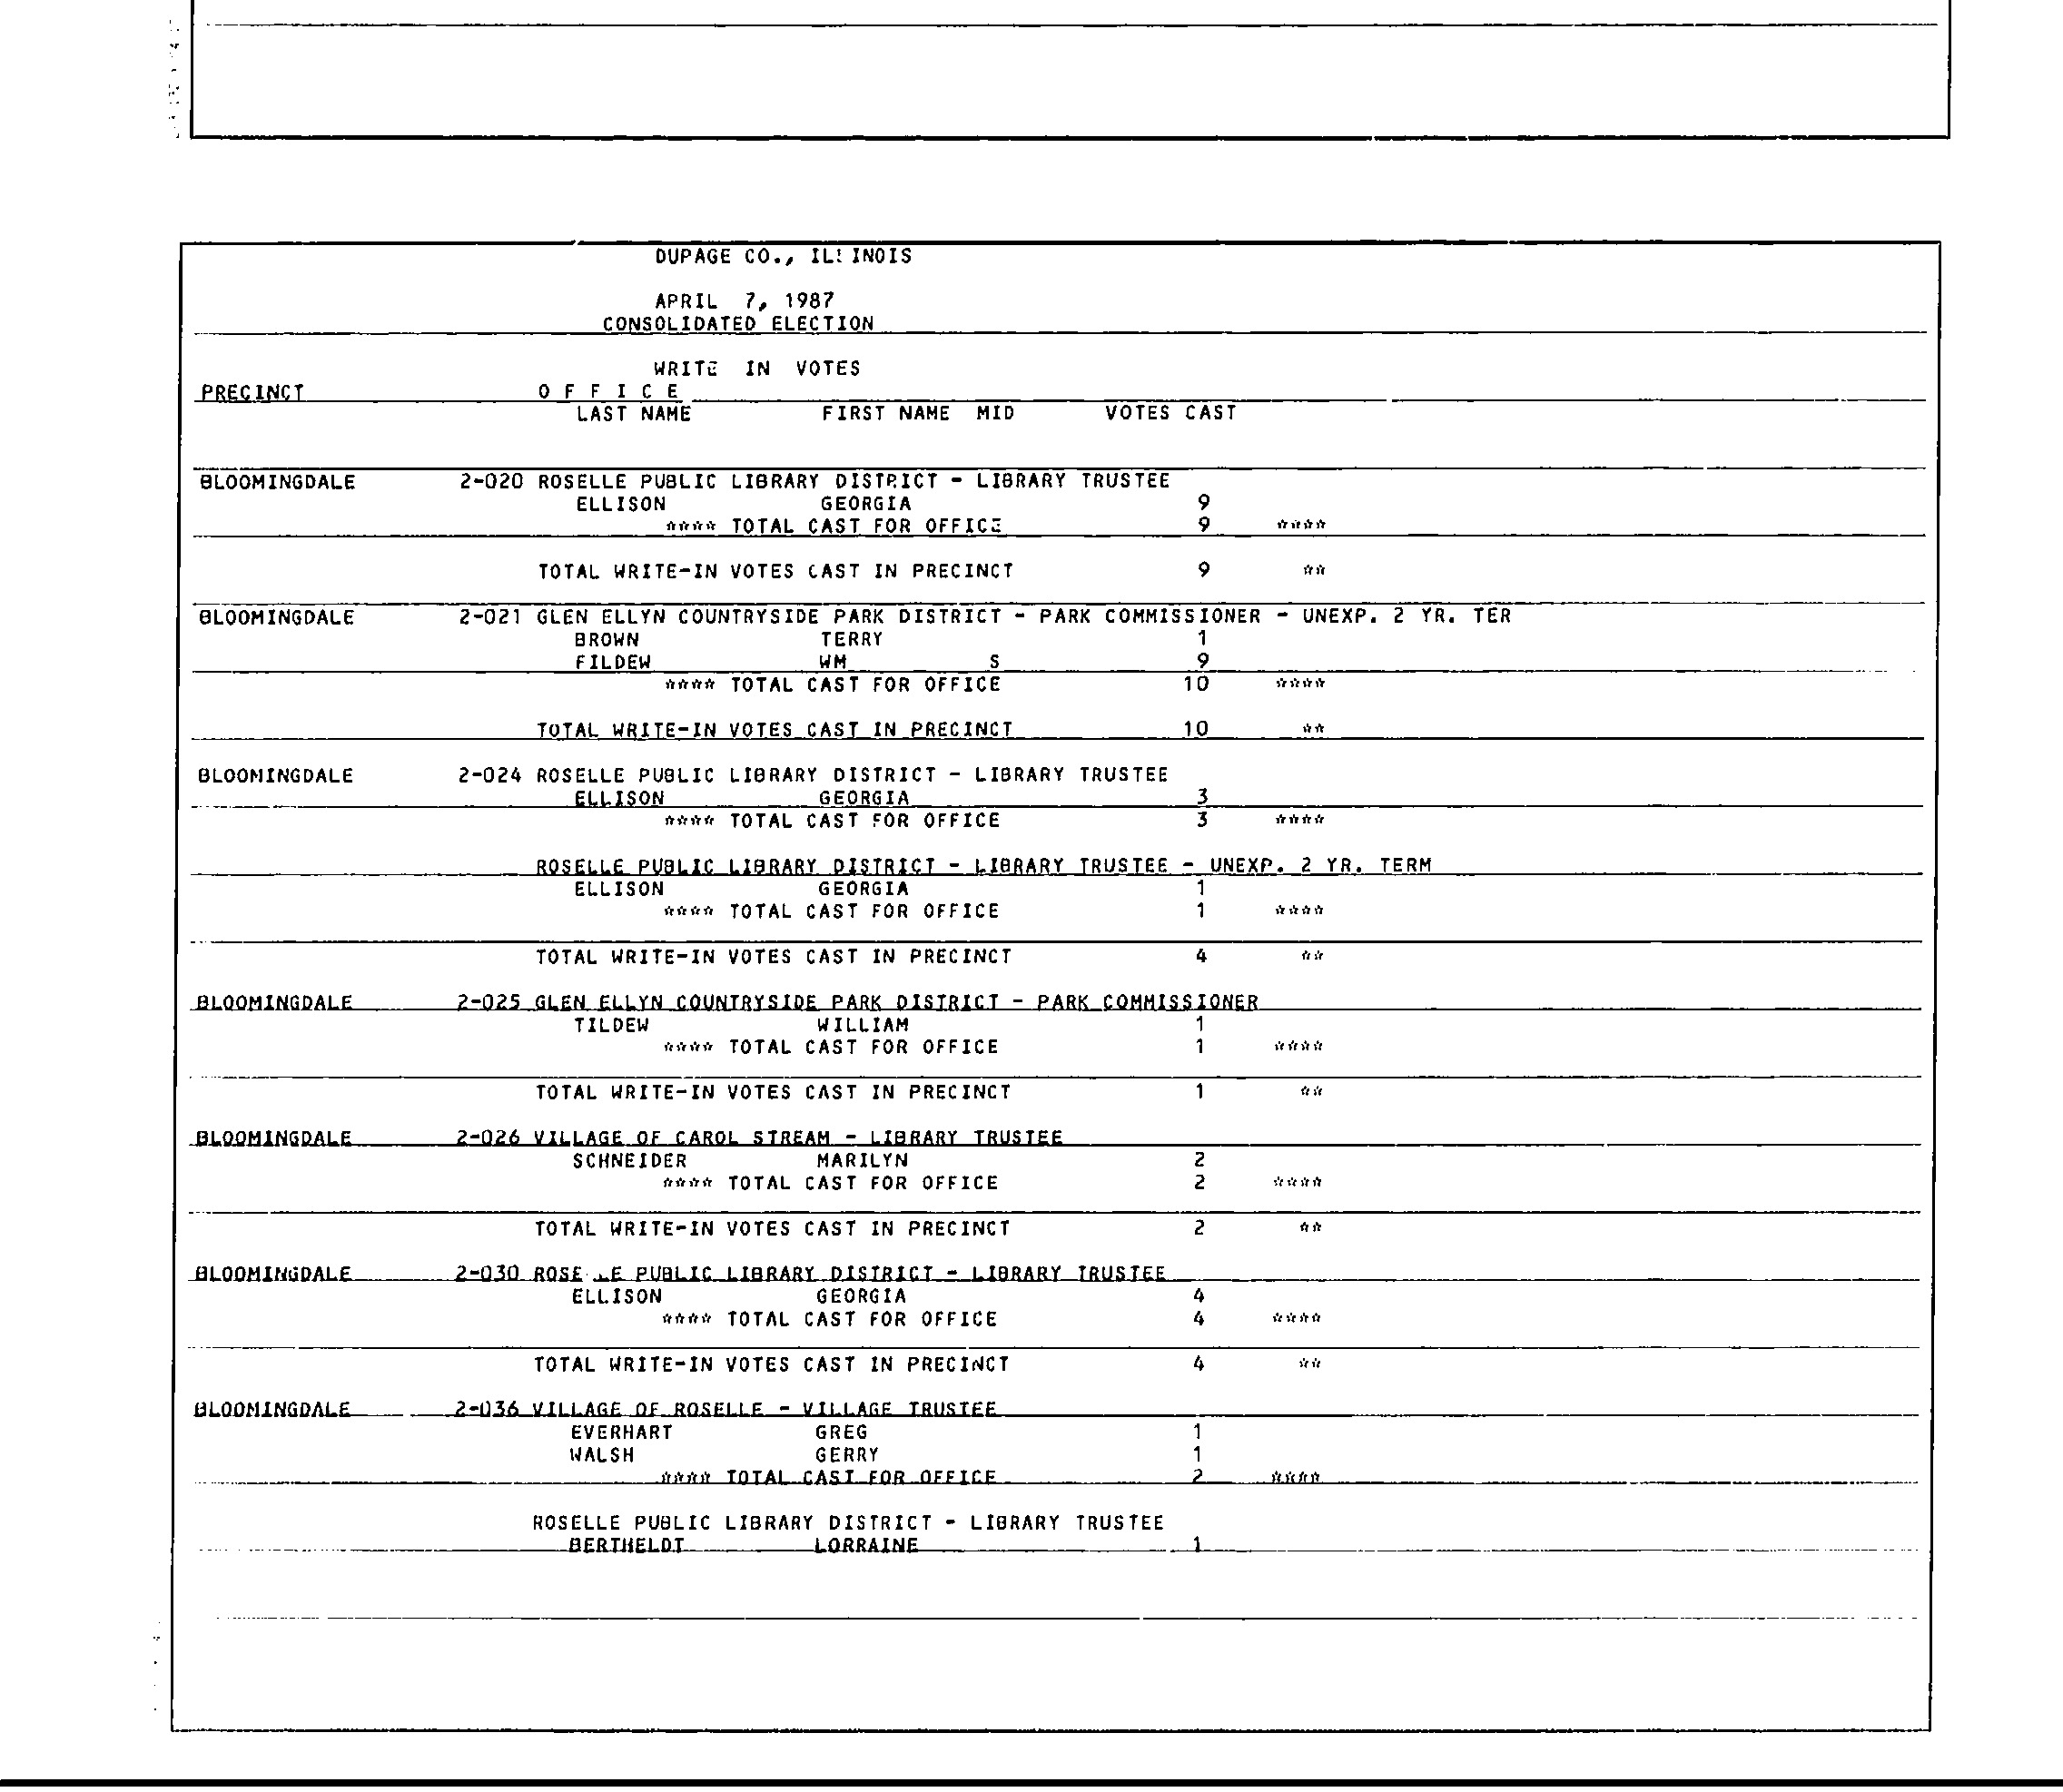 DUPAGE CO., ILLINOIS
APRIL 7, 1987
CONSOLIDATED ELECTION
WRITE IN VOTES
PRECINCT O F F I C E
LAST NAME FIRST NAME MID VOTES CAST
BLOOMINGDALE 2-020 ROSELLE PUBLIC LIBRARY DISTRICT - LIBRARY TRUSTEE
ELLISON GEORGIA 9
**** TOTAL CAST FOR OFFICE 9 ****
TOTAL WRITE-IN VOTES CAST IN PRECINCT 9 **
BLOOMINGDALE 2-021 GLEN ELLYN COUNTRYSIDE PARK DISTRICT - PARK COMMISSIONER - UNEXP. 2 YR. TER
BROWN TERRY 1
FILDEW WM S 9
**** TOTAL CAST FOR OFFICE 10 ****
TOTAL WRITE-IN VOTES CAST IN PRECINCT 10 **
BLOOMINGDALE 2-024 ROSELLE PUBLIC LIBRARY DISTRICT - LIBRARY TRUSTEE
ELLISON GEORGIA 3
**** TOTAL CAST FOR OFFICE 3 ****
ROSELLE PUBLIC LIBRARY DISTRICT - LIBRARY TRUSTEE - UNEXP. 2 YR. TERM
ELLISON GEORGIA 1
**** TOTAL CAST FOR OFFICE 1 ****
TOTAL WRITE-IN VOTES CAST IN PRECINCT 4 **
BLOOMINGDALE 2-025 GLEN ELLYN COUNTRYSIDE PARK DISTRICT - PARK COMMISSIONER
TILDEW WILLIAM 1
**** TOTAL CAST FOR OFFICE 1 ****
TOTAL WRITE-IN VOTES CAST IN PRECINCT 1 **
BLOOMINGDALE 2-026 VILLAGE OF CAROL STREAM - LIBRARY TRUSTEE
SCHNEIDER MARILYN 2
**** TOTAL CAST FOR OFFICE 2 ****
TOTAL WRITE-IN VOTES CAST IN PRECINCT 2 **
BLOOMINGDALE 2-030 ROSELLE PUBLIC LIBRARY DISTRICT - LIBRARY TRUSTEE
ELLISON GEORGIA 4
**** TOTAL CAST FOR OFFICE 4 ****
TOTAL WRITE-IN VOTES CAST IN PRECINCT 4 **
BLOOMINGDALE 2-036 VILLAGE OF ROSELLE - VILLAGE TRUSTEE
EVERHART GREG 1
WALSH GERRY 1
**** TOTAL CAST FOR OFFICE 2 ****
ROSELLE PUBLIC LIBRARY DISTRICT - LIBRARY TRUSTEE
BERTHELDT LORRAINE 1